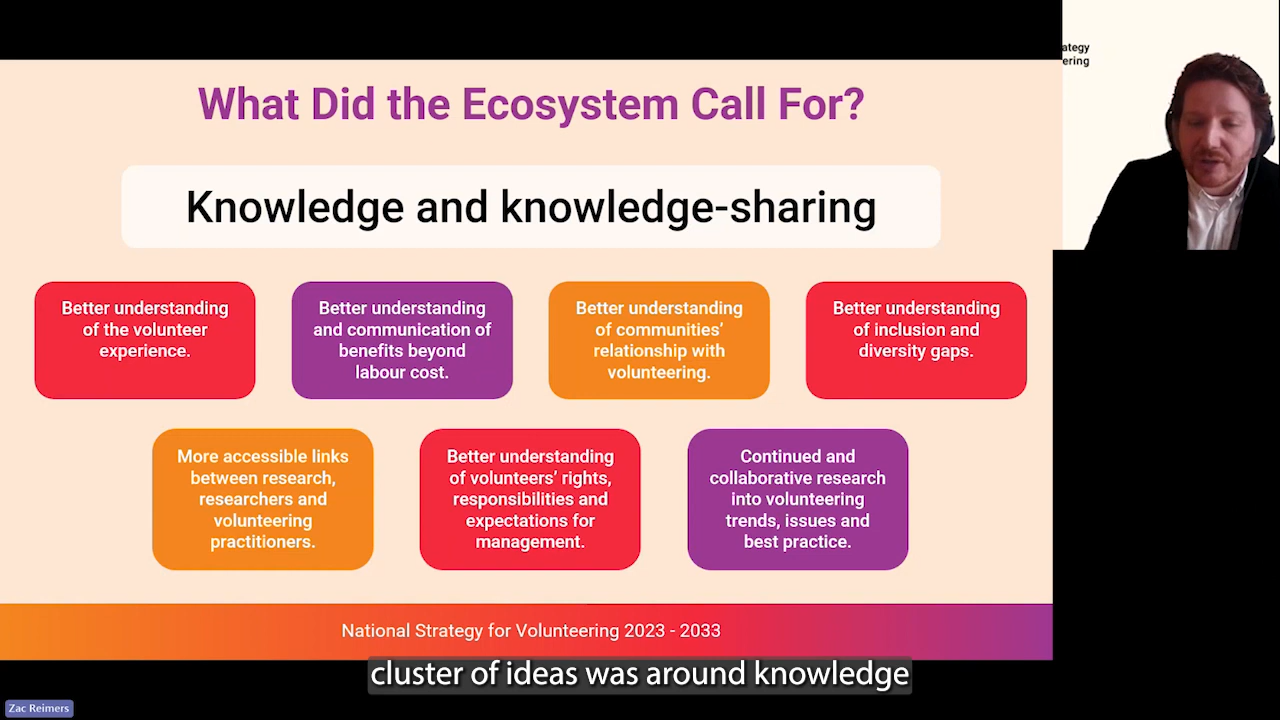 What Did the Ecosystem Call For?
Knowledge and knowledge-sharing
Better understanding
of the volunteer
experience.
Better understanding
and communication of
benefits beyond
labour cost.
Better understanding
of communities’
relationship with
volunteering.
Better understanding
of inclusion and
diversity gaps.
More accessible links
between research,
researchers and
volunteering
practitioners.
Better understanding
of volunteers’ rights,
responsibilities and
expectations for
management.
Continued and
collaborative research
into volunteering
trends, issues and
best practice.
National Strategy for Volunteering 2023 - 2033
ategy
ering
cluster of ideas was around knowledge
Zac Reimers